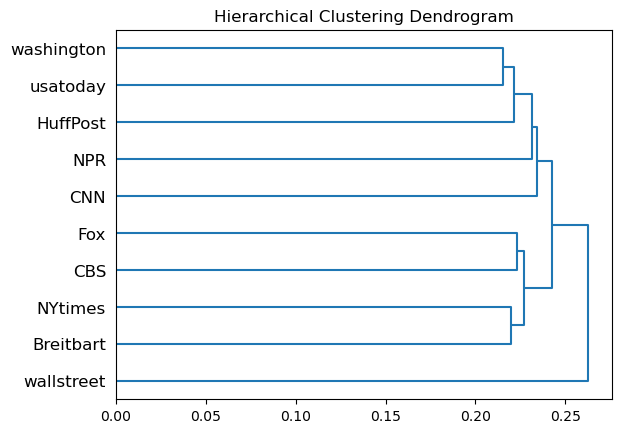 Hierarchical Clustering Dendrogram
washington
usatoday
HuffPost
NPR
CNN
Fox
CBS
NYtimes
Breitbart
wallstreet
0.00 0.05 0.10 0.15 0.20 0.25